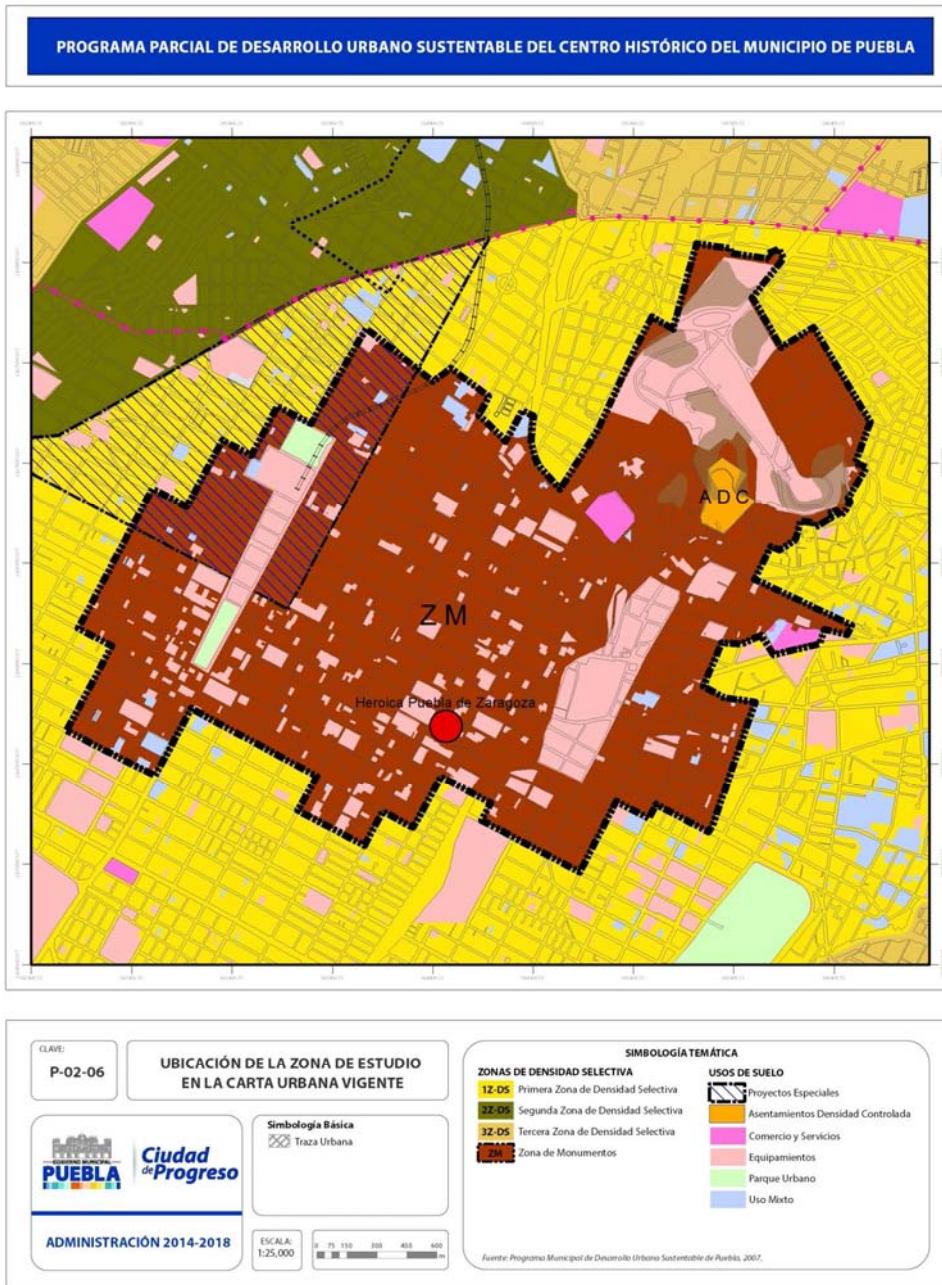 PROGRAMA PARCIAL DE DESARROLLO URBANO SUSTENTABLE DEL CENTRO HISTÓRICO DEL MUNICIPIO DE PUEBLA
A D C
Z M
Heroica Puebla de Zaragoza
CLAVE:
P-02-06
UBICACIÓN DE LA ZONA DE ESTUDIO
EN LA CARTA URBANA VIGENTE
Simbología Básica
Traza Urbana
PUEBLA
Ciudad
de Progreso
ADMINISTRACIÓN 2014-2018
ESCALA:
1:25,000
0 75 150 300 450 600
m
SIMBOLOGÍA TEMÁTICA
ZONAS DE DENSIDAD SELECTIVA
1Z-DS Primera Zona de Densidad Selectiva
2Z-DS Segunda Zona de Densidad Selectiva
3Z-DS Tercera Zona de Densidad Selectiva
ZM Zona de Monumentos
USOS DE SUELO
Proyectos Especiales
Asentamientos Densidad Controlada
Comercio y Servicios
Equipamientos
Parque Urbano
Uso Mixto
Fuente: Programa Municipal de Desarrollo Urbano Sustentable de Puebla, 2007.